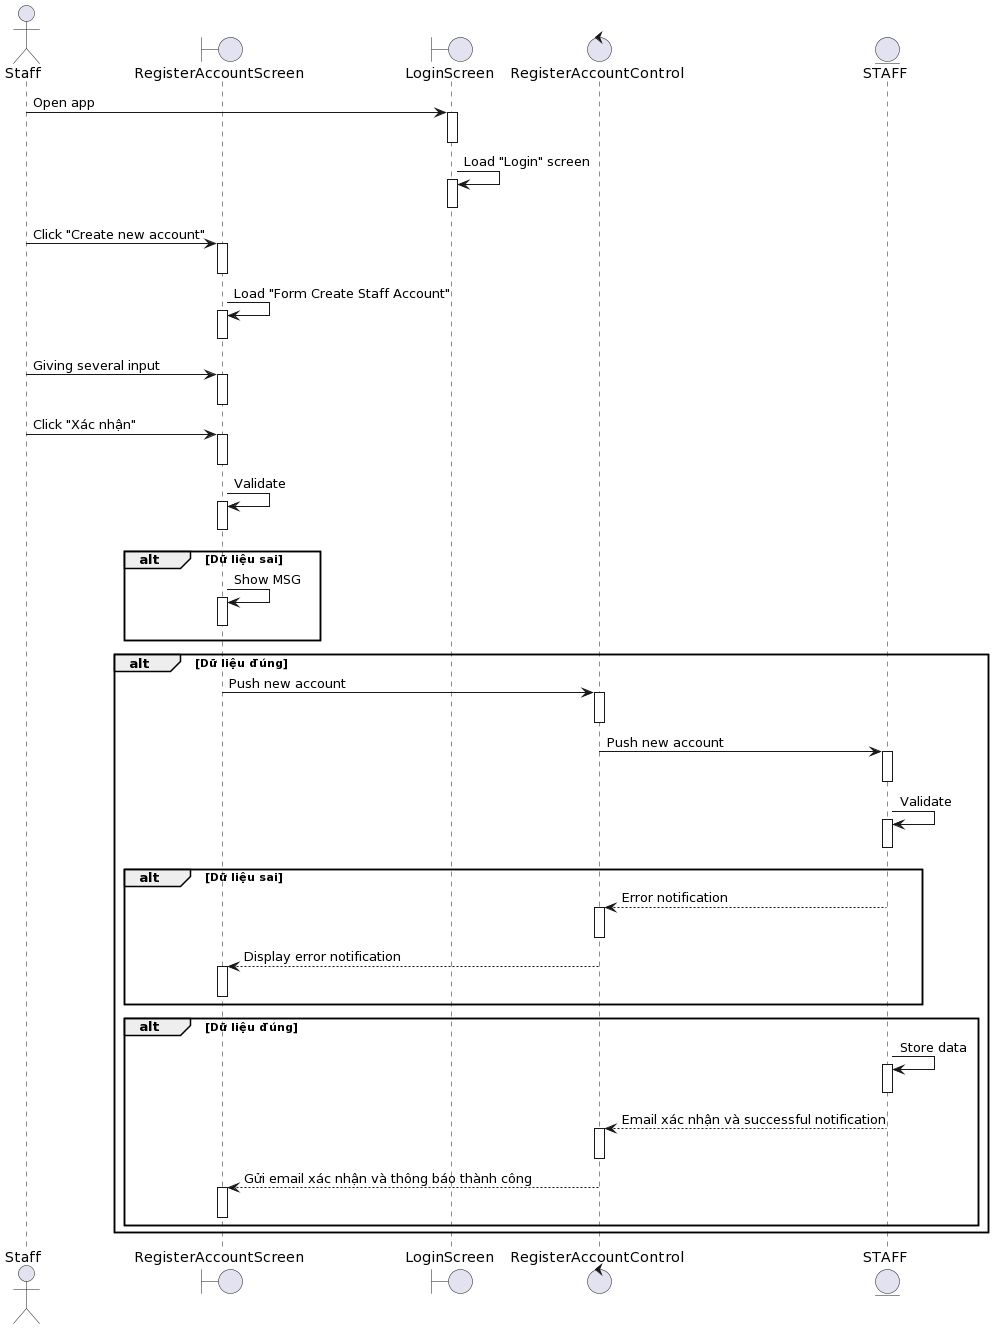 Staff
RegisterAccountScreen
LoginScreen
RegisterAccountControl
STAFF
Open app
Load "Login" screen
Click "Create new account"
Load "Form Create Staff Account"
Giving several input
Click "Xác nhận"
Validate
alt
[Dữ liệu sai]
Show MSG
alt
[Dữ liệu đúng]
Push new account
Push new account
Validate
alt
[Dữ liệu sai]
Error notification
Display error notification
alt
[Dữ liệu đúng]
Store data
Email xác nhận và successful notification
Gửi email xác nhận và thông báo thành công
Staff
RegisterAccountScreen
LoginScreen
RegisterAccountControl
STAFF